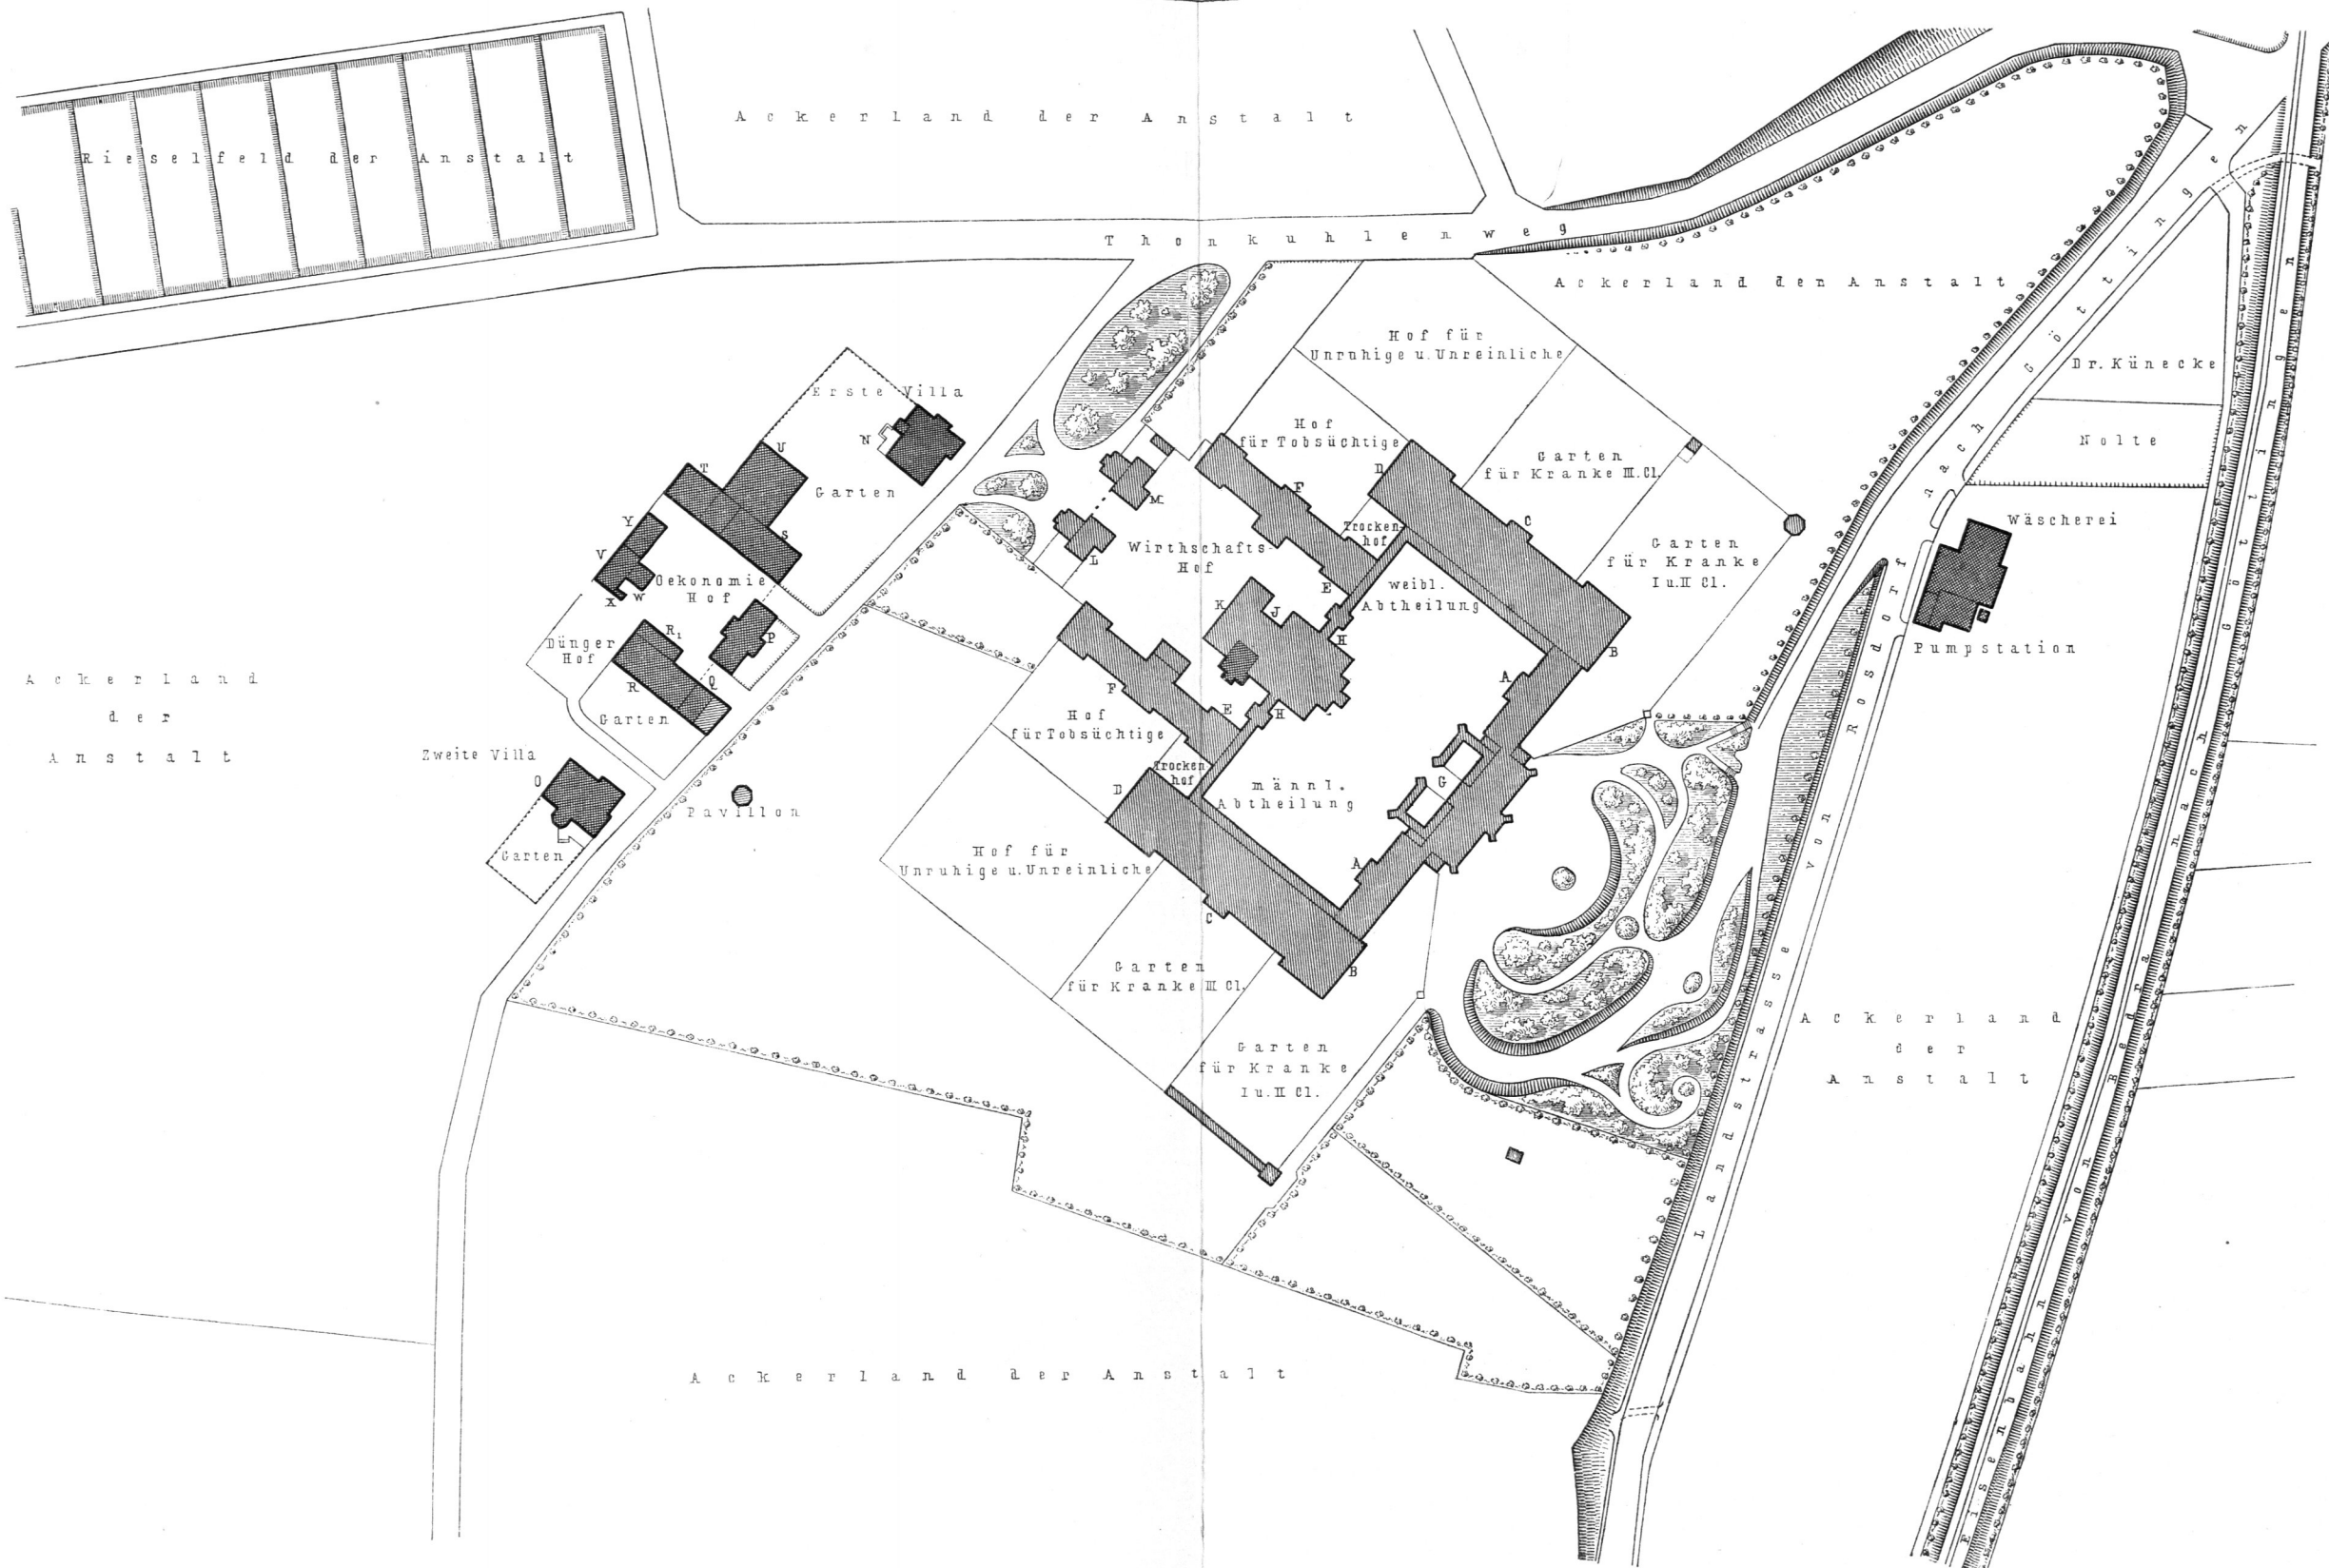 Ackerland der Anstalt
Rieselfeld der Anstalt
Thonkuhlenweg
Ackerland der Anstalt
Hof für
Unruhige u. Unreinliche
Dr. Künecke
Erste Villa
N
Hof
für Tobsüchtige
Nolte
U
Garten
T
D
Garten
für Kranke III. Cl.
F
M
Y
S
C
Trocken
hof
Wäscherei
V
L
Wirthschafts-
Hof
Garten
für Kranke
I u. II Cl.
Oekonomie
Hof
X
W
E
weibl.
Abtheilung
K
J
R1
P
H
Dünger
Hof
B
Pumpstation
Ackerland
der
Anstalt
R
Q
F
A
E
H
Garten
Hof
für Tobsüchtige
Zweite Villa
O
Trocken
hof
D
männl.
Abtheilung
G
Pavillon
Garten
Hof für
Unruhige u. Unreinliche
A
C
B
Garten
für Kranke III Cl.
Garten
für Kranke
I u. II Cl.
Ackerland
der
Anstalt
Landstrasse von Rosdorf nach Göttingen
Eisenbahn von Bedra nach Göttingen
Ackerland der Anstalt